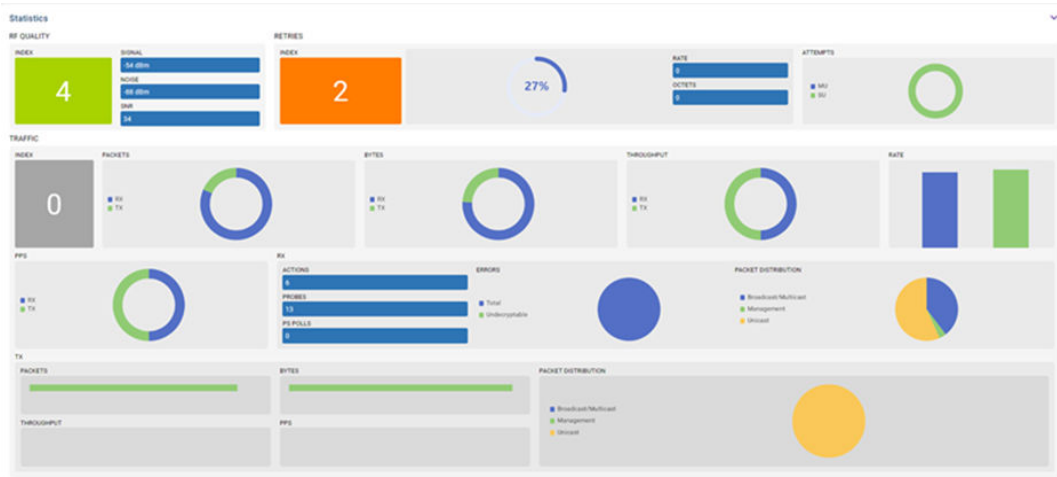 Statistics
RF QUALITY
INDEX
4
SIGNAL
-54 dBm
NOISE
-88 dBm
SNR
34
RETRIES
INDEX
2
27%
RATE
0
OCTETS
0
ATTEMPTS
MU
SU
TRAFFIC
INDEX
0
PACKETS
RX
TX
BYTES
RX
TX
THROUGHPUT
RX
TX
RATE
PPS
RX
TX
RX
ACTIONS
6
PROBES
13
PS POLLS
0
ERRORS
Total
Undecryptable
PACKET DISTRIBUTION
Broadcast/Multicast
Management
Unicast
TX
PACKETS
BYTES
THROUGHPUT
PPS
PACKET DISTRIBUTION
Broadcast/Multicast
Management
Unicast